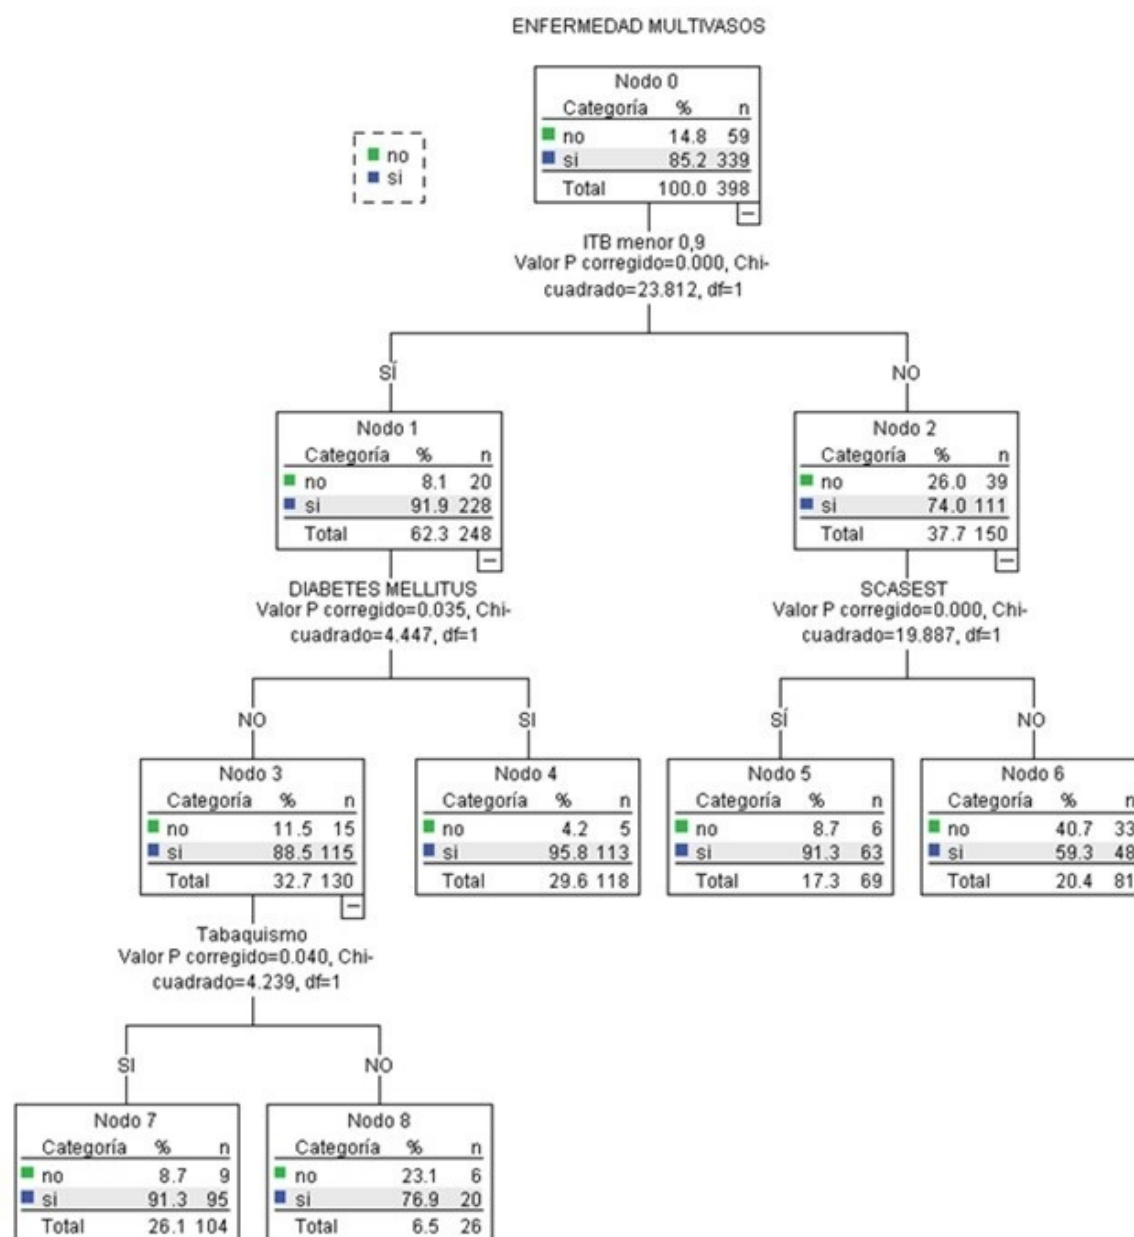 ENFERMEDAD MULTIVASOS
Nodo 0
Categoría % n
no 14.8 59
si 85.2 339
Total 100.0 398
no
si
ITB menor 0,9
Valor P corregido=0.000, Chi-
cuadrado=23.812, df=1
SÍ
NO
Nodo 1
Categoría % n
no 8.1 20
si 91.9 228
Total 62.3 248
Nodo 2
Categoría % n
no 26.0 39
si 74.0 111
Total 37.7 150
DIABETES MELLITUS
Valor P corregido=0.035, Chi-
cuadrado=4.447, df=1
SCASEST
Valor P corregido=0.000, Chi-
cuadrado=19.887, df=1
NO
SI
SÍ
NO
Nodo 3
Categoría % n
no 11.5 15
si 88.5 115
Total 32.7 130
Nodo 4
Categoría % n
no 4.2 5
si 95.8 113
Total 29.6 118
Nodo 5
Categoría % n
no 8.7 6
si 91.3 63
Total 17.3 69
Nodo 6
Categoría % n
no 40.7 33
si 59.3 48
Total 20.4 81
Tabaquismo
Valor P corregido=0.040, Chi-
cuadrado=4.239, df=1
SI
NO
Nodo 7
Categoría % n
no 8.7 9
si 91.3 95
Total 26.1 104
Nodo 8
Categoría % n
no 23.1 6
si 76.9 20
Total 6.5 26